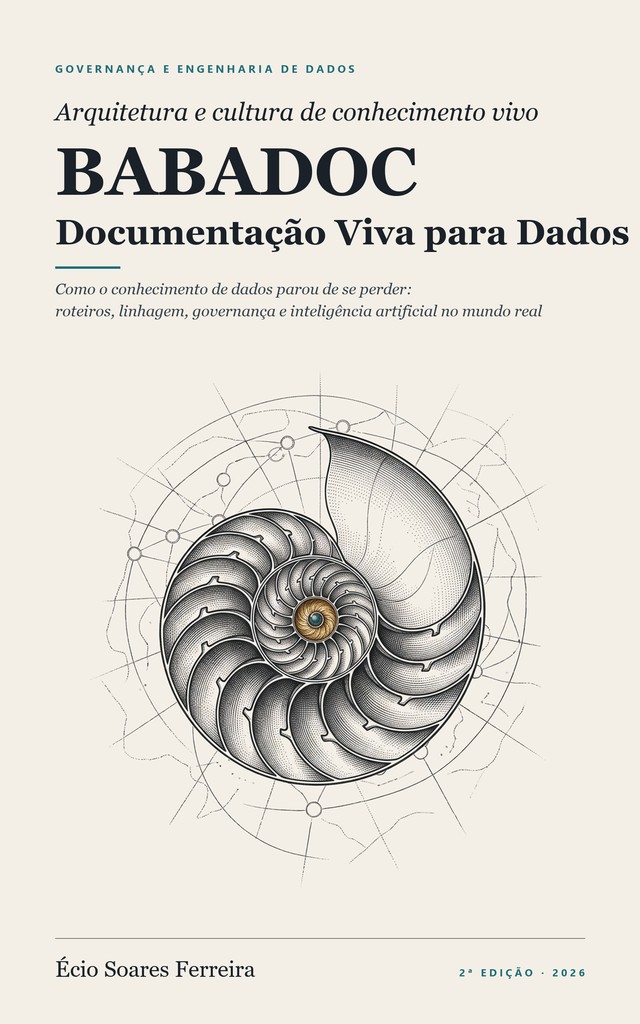 GOVERNANÇA E ENGENHARIA DE DADOS
Arquitetura e cultura de conhecimento vivo
BABADOC
Documentação Viva para Dados
Como o conhecimento de dados parou de se perder:
roteiros, linhagem, governança e inteligência artificial no mundo real
Écio Soares Ferreira
2ª EDIÇÃO · 2026